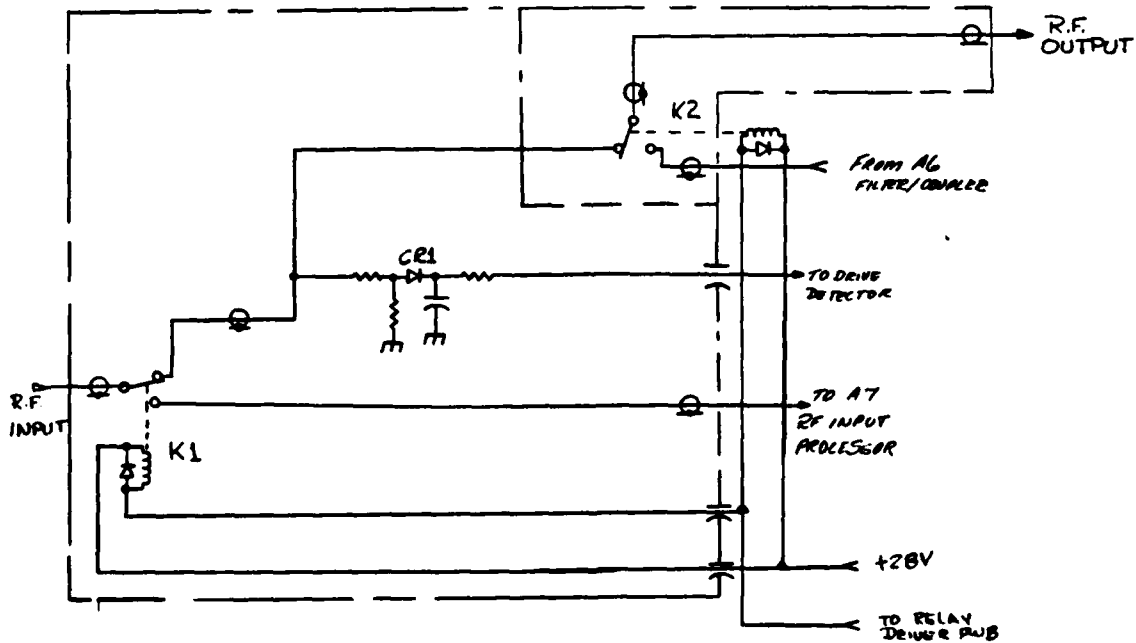 R.F.
OUTPUT
K2
FROM A6
FILTER/COUPLER
CR1
TO DRIVE
DETECTOR
R.F.
INPUT
TO A7
RF INPUT
PROCESSOR
K1
+28V
TO RELAY
DRIVER